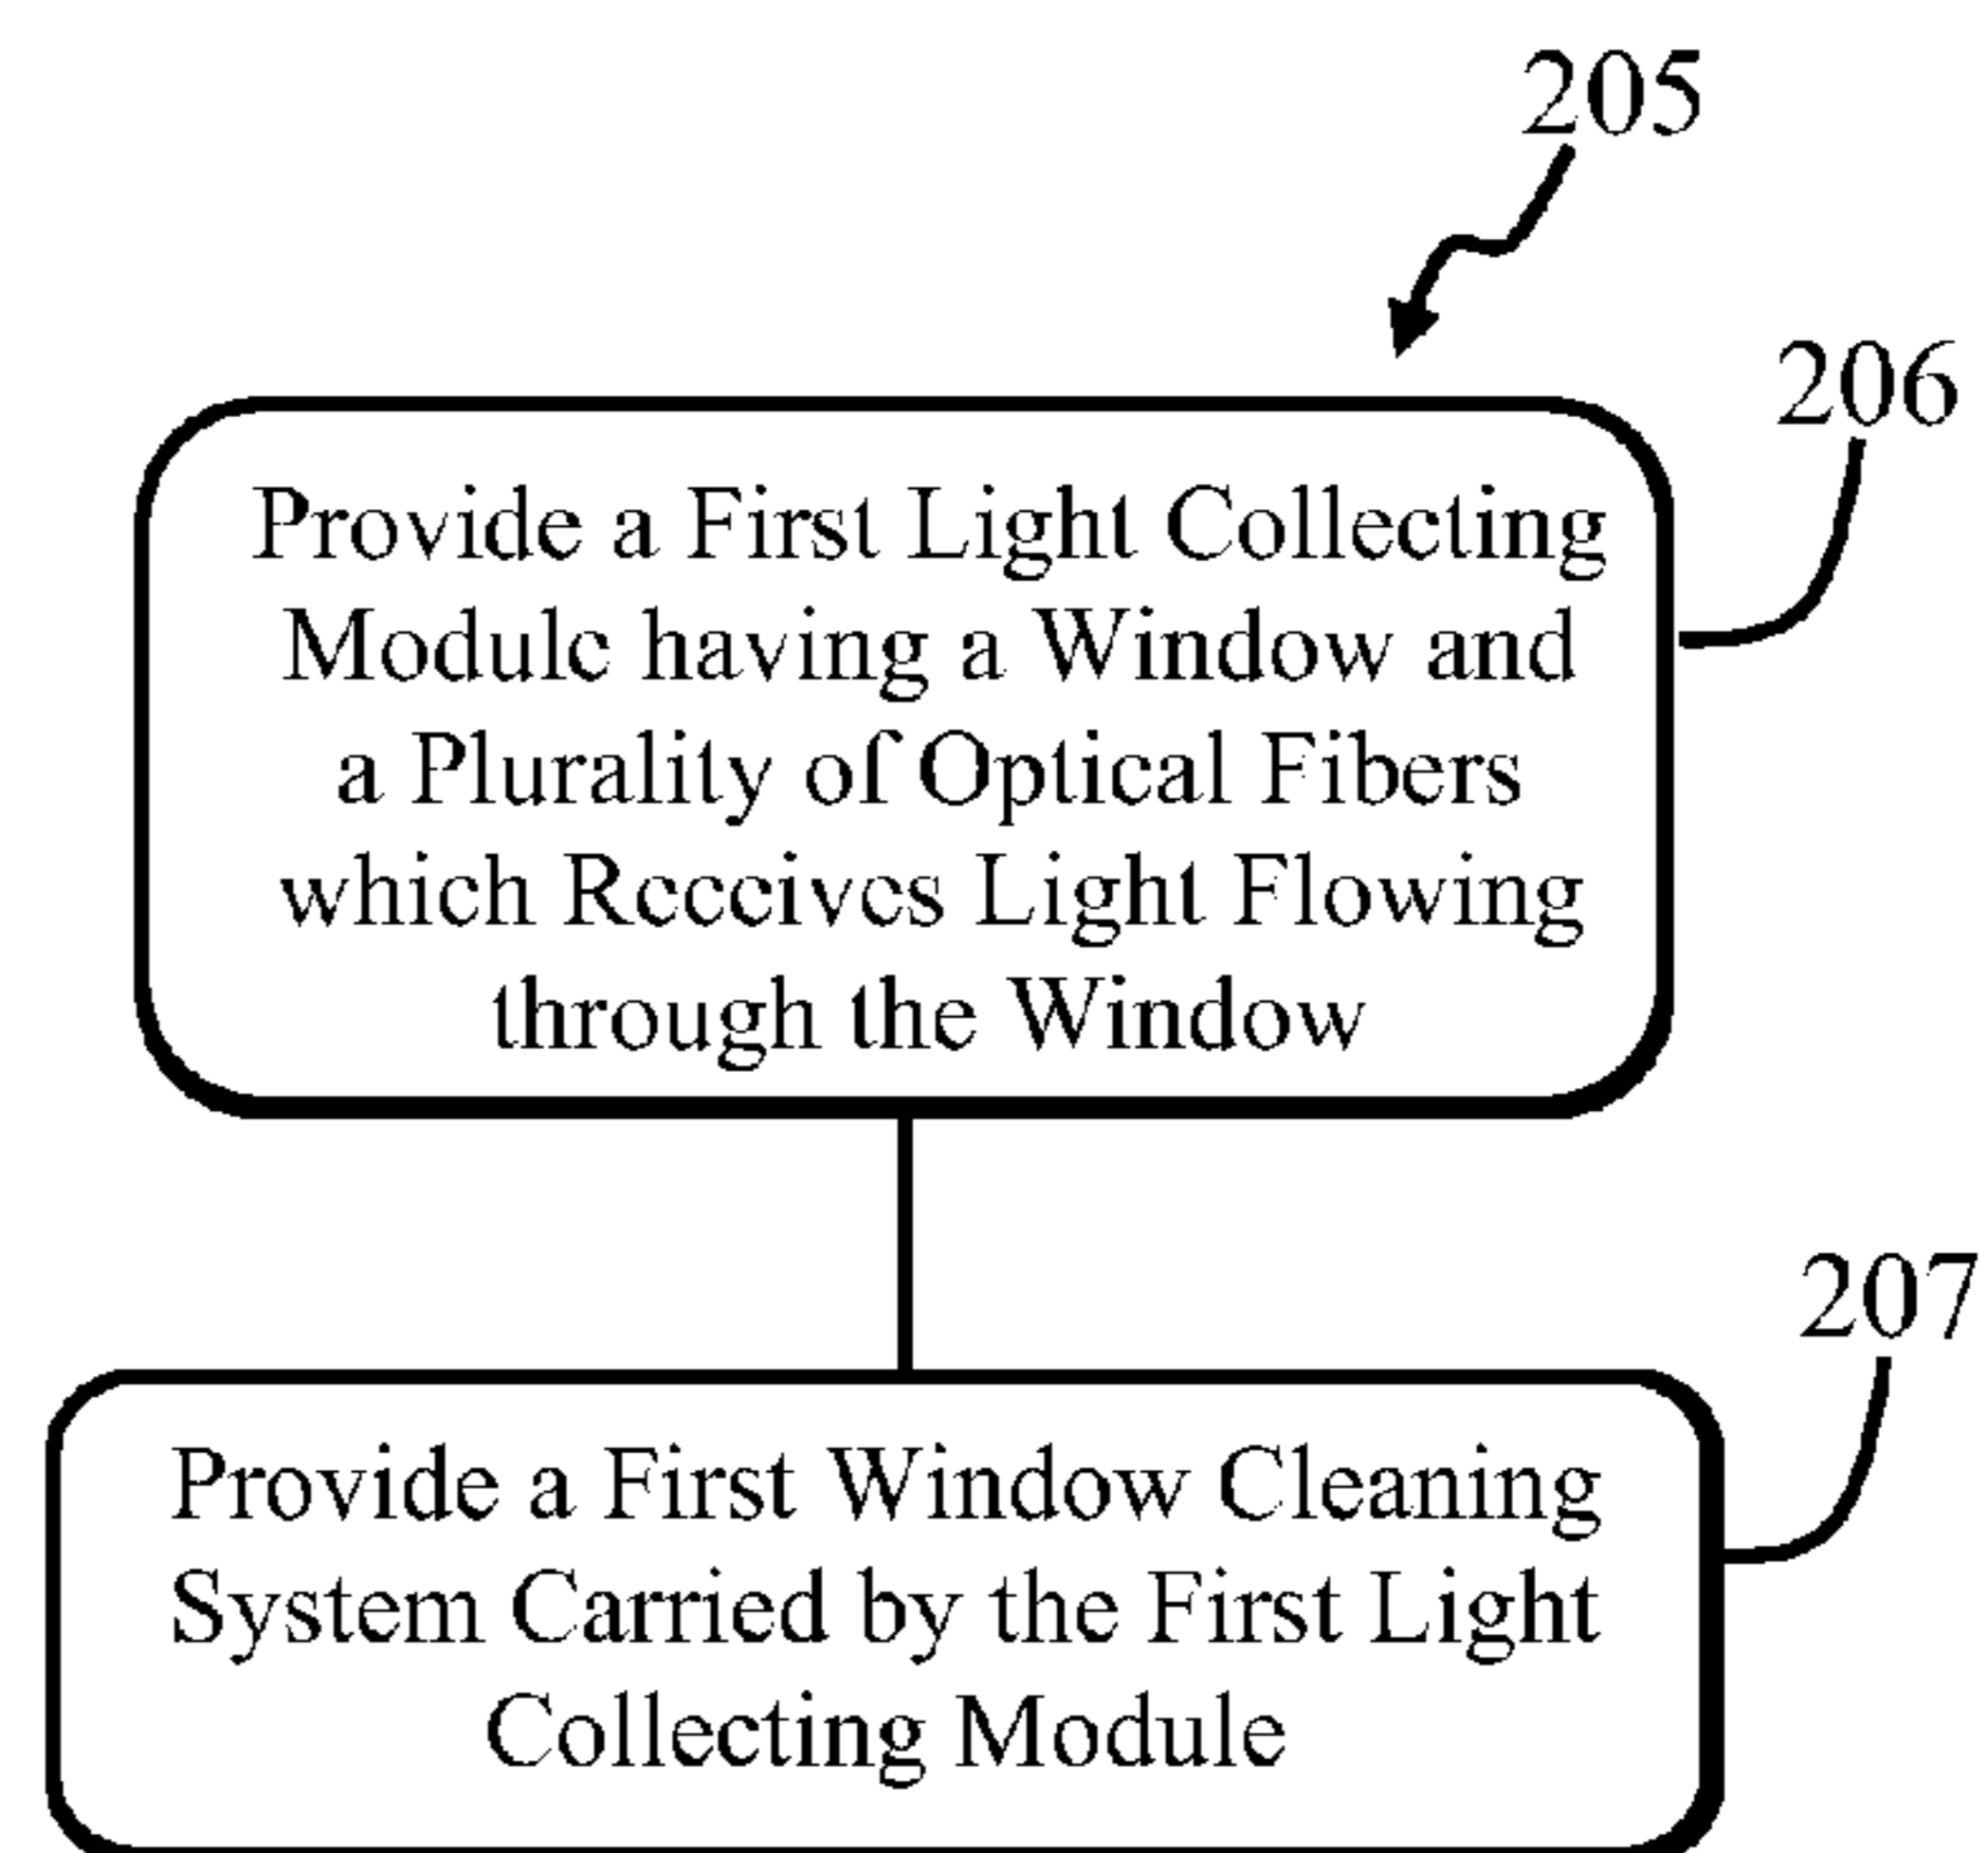 205
206
Provide a First Light Collecting
Module having a Window and
a Plurality of Optical Fibers
which Receives Light Flowing
through the Window
207
Provide a First Window Cleaning
System Carried by the First Light
Collecting Module